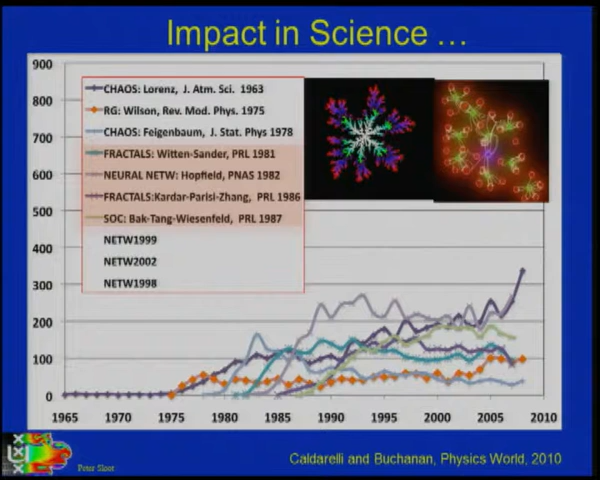 Impact in Science ...
900
800
700
600
500
400
300
200
100
0
CHAOS: Lorenz, J. Atm. Sci. 1963
RG: Wilson, Rev. Mod. Phys. 1975
CHAOS: Feigenbaum, J. Stat. Phys 1978
FRACTALS: Witten-Sander, PRL 1981
NEURAL NETW: Hopfield, PNAS 1982
FRACTALS:Kardar-Parisi-Zhang, PRL 1986
SOC: Bak-Tang-Wiesenfeld, PRL 1987
NETW1999
NETW2002
NETW1998
1965 1970 1975 1980 1985 1990 1995 2000 2005 2010
Peter Sloot
Caldarelli and Buchanan, Physics World, 2010